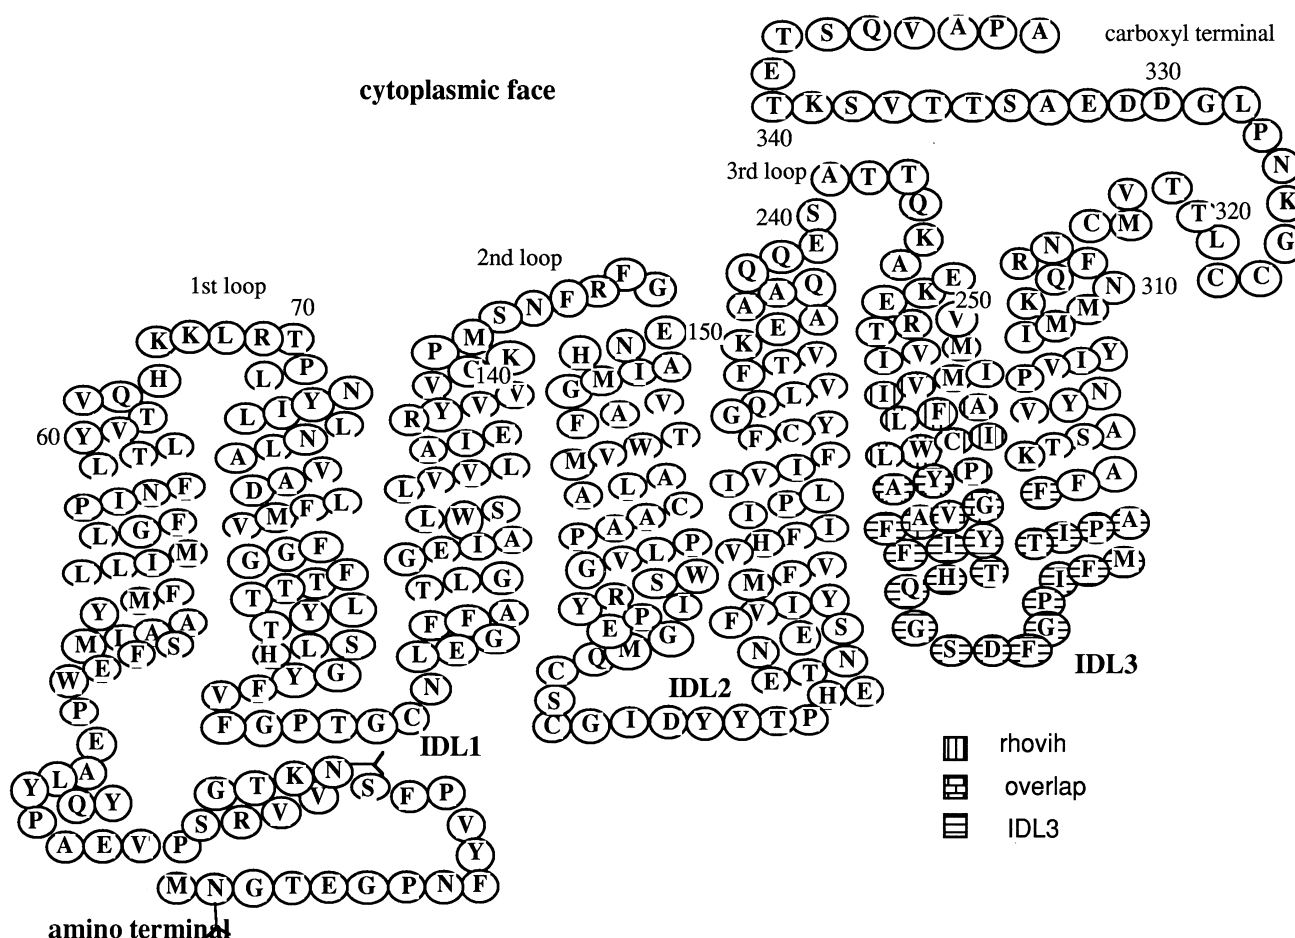 T S Q V A P A
carboxyl terminal
E
330
cytoplasmic face
T K S V T T S A E D D G L
340
P
N
K
G
C C
L
320
T
T
V
C M
3rd loop
A T T
240 S
Q
E
K
Q Q
A
A A Q
E K E
250
K E A
T R V
F T V
I V M
G Q L V
I V M I
F C Y
L F A
I V I F
L W C I
I P L
A Y P
V H F I
F A V G
M F V
F I Y
F V I Y
Q H T
N E S
G
E T N
S D F
H E
G
P
IDL3
I F M
T I P A
F F A
K T S A
V Y N
P V I Y
I M M
K
Q N
310
R N F
2nd loop
S N F R F G
P M
C K
140
V
R Y V V
A I E
L V V L
L W S
G E I A
T L G
F F A
L E G
N
H N E
150
G M I A
F A V
M V W T
A L A
P A A C
G V L P
S W
Y R I
E P
Q M G
C
S
IDL2
C G I D Y Y T P
1st loop
70
K K L R T
H
L P
V Q
T
60 Y V
L T L
L I Y N
A L N L
P I N F
D A V
L G F
V M F L
L L I M
G G F
M F
T T T F
Y
Y L
M I A A
T
E F S
H L S
W
V F Y G
P
F G P T G C
IDL1
E
Y L A
Q Y
P
A E V P
S R V V S F P
G T K N
V
Y
M N G T E G P N F
amino terminal
rhovih
overlap
IDL3